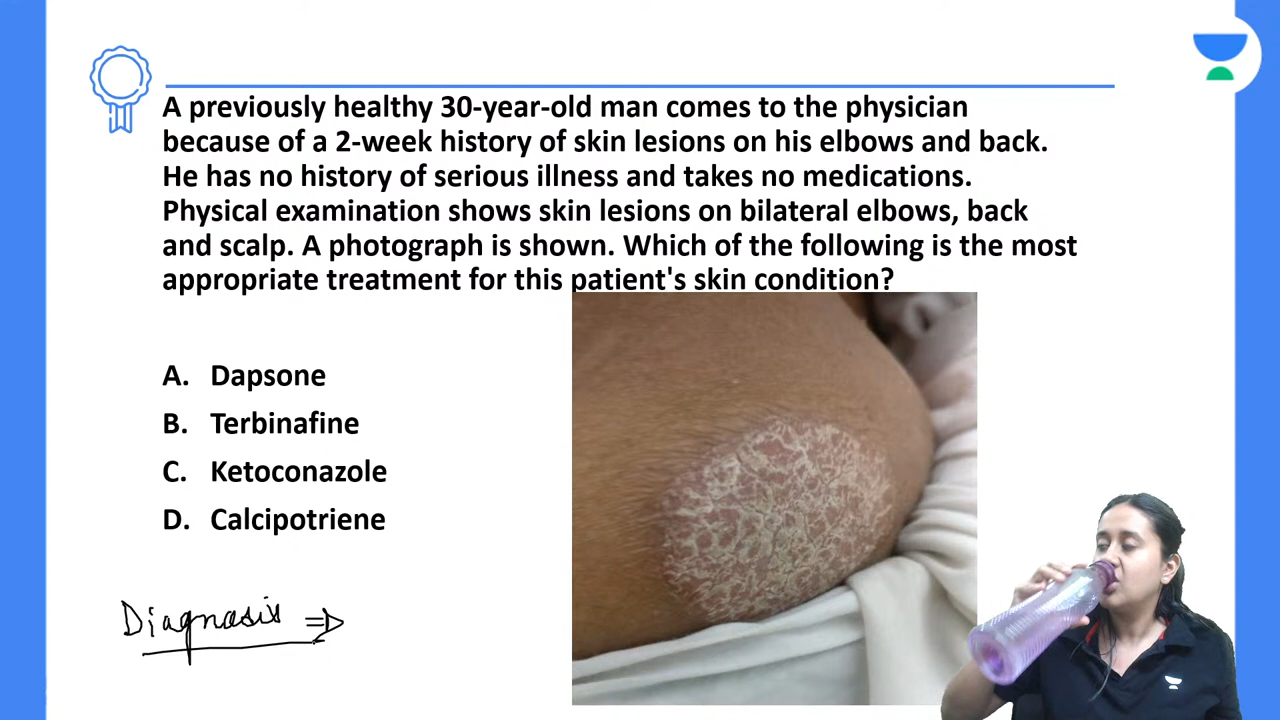 A previously healthy 30-year-old man comes to the physician
because of a 2-week history of skin lesions on his elbows and back.
He has no history of serious illness and takes no medications.
Physical examination shows skin lesions on bilateral elbows, back
and scalp. A photograph is shown. Which of the following is the most
appropriate treatment for this patient's skin condition?
A. Dapsone
B. Terbinafine
C. Ketoconazole
D. Calcipotriene
Diagnosis ⇒